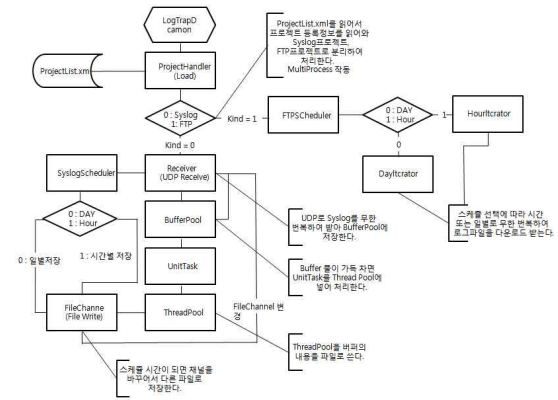 LogTrapD
camon
ProjectList.xml을 읽어서
프로젝트 등록정보를 읽어와
Syslog프로젝트,
FTP프로젝트로 분리하여
처리한다.
MultiProcess 작동
ProjectList.xm
ProjectHandler
(Load)
0 : Syslog
1: FTP
Kind = 1
FTPSCheduler
0 : DAY
1 : Hour
1
HourItcrator
Kind = 0
0
SyslogScheduler
Receiver
(UDP Receive)
DayItcrator
0 : DAY
1 : Hour
BufferPool
UDP로 Syslog를 무한
번복하여 받아 BufferPool에
저장한다.
스케쥴 선택에 따라 시간
또는 일별로 무한 번복하여
로그파일을 다운로드 받는다.
0 : 일별저장
1 : 시간별 저장
UnitTask
Buffer 풀이 가득 차면
UnitTask를 Thread Pool에
넣어 처리한다.
FileChanne
(File Write)
ThreadPool
FileChannel 변
경
ThreadPool을 버퍼의
내용을 파일로 쓴다.
스케쥴 시간이 되면 채널을
바꾸어서 다른 파일로
저장한다.